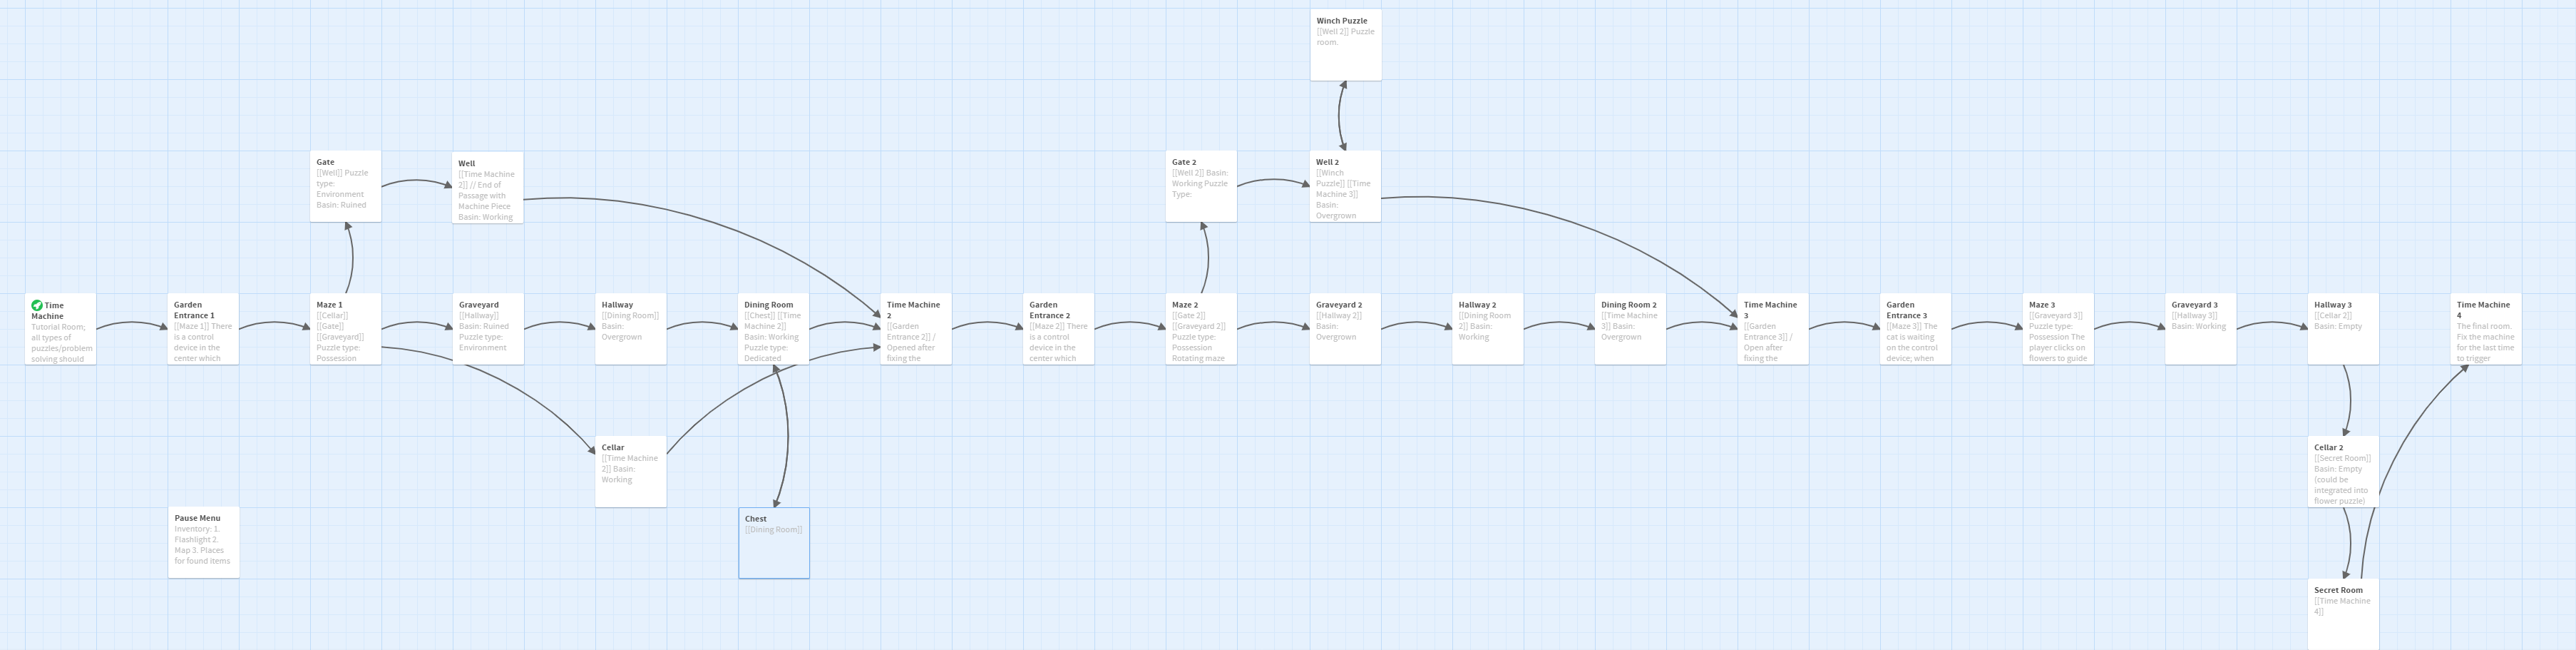 Winch Puzzle
[[Well 2]] Puzzle
room.
Gate
[[Well]] Puzzle
type:
Environment
Basin: Ruined
Well
[[Time Machine
2]] // End of
Passage with
Machine Piece
Basin: Working
Gate 2
[[Well 2]] Basin:
Working Puzzle
Type:
Well 2
[[Winch
Puzzle]] [[Time
Machine 3]]
Basin:
Overgrown
Time
Machine
Tutorial Room;
all types of
puzzles/problem
solving should
Garden
Entrance 1
[[Maze 1]] There
is a control
device in the
center which
Maze 1
[[Cellar]]
[[Gate]]
[[Graveyard]]
Puzzle type:
Possession
Graveyard
[[Hallway]]
Basin: Ruined
Puzzle type:
Environment
Hallway
[[Dining Room]]
Basin:
Overgrown
Dining Room
[[Chest]] [[Time
Machine 2]]
Basin: Working
Puzzle type:
Dedicated
Time Machine
2
[[Garden
Entrance 2]] /
Opened after
fixing the
Garden
Entrance 2
[[Maze 2]] There
is a control
device in the
center which
Maze 2
[[Gate 2]]
[[Graveyard 2]]
Puzzle type:
Possession
Rotating maze
Graveyard 2
[[Hallway 2]]
Basin:
Overgrown
Hallway 2
[[Dining Room
2]] Basin:
Working
Dining Room 2
[[Time Machine
3]] Basin:
Overgrown
Time Machine
3
[[Garden
Entrance 3]] /
Open after
fixing the
Garden
Entrance 3
[[Maze 3]] The
cat is waiting
on the control
device; when
Maze 3
[[Graveyard 3]]
Puzzle type:
Possession The
player clicks on
flowers to guide
Graveyard 3
[[Hallway 3]]
Basin: Working
Hallway 3
[[Cellar 2]]
Basin: Empty
Time Machine
4
The final room.
Fix the machine
for the last time
to trigger
Cellar
[[Time Machine
2]] Basin:
Working
Cellar 2
[[Secret Room]]
Basin: Empty
(could be
integrated into
flower puzzle)
Pause Menu
Inventory: 1.
Flashlight 2.
Map 3. Places
for found items
Chest
[[Dining Room]]
Secret Room
[[Time Machine
4]]